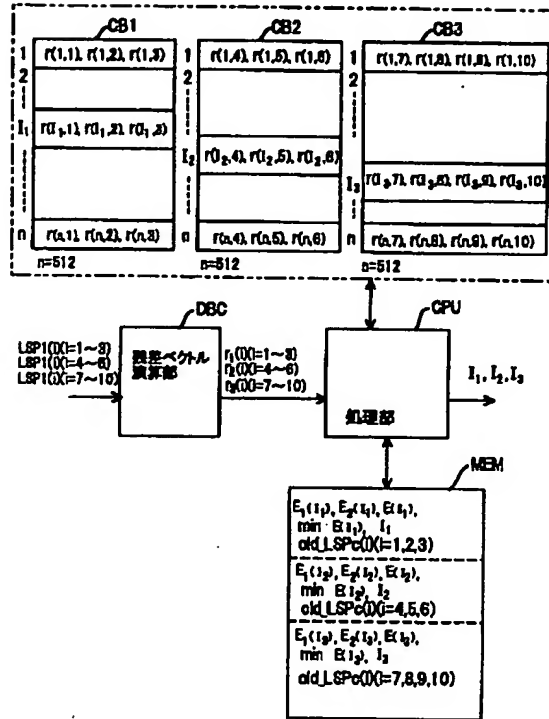 CB1
1 r(1,1), r(1,2), r(1,3)
2
I₁ r(I₁,1), r(I₁,2), r(I₁,3)
n r(n,1), r(n,2), r(n,3)
n=512
CB2
1 r(1,4), r(1,5), r(1,6)
2
I₂ r(I₂,4), r(I₂,5), r(I₂,6)
n r(n,4), r(n,5), r(n,6)
n=512
CB3
1 r(1,7), r(1,8), r(1,9), r(1,10)
2
I₃ r(I₃,7), r(I₃,8), r(I₃,9), r(I₃,10)
n r(n,7), r(n,8), r(n,9), r(n,10)
n=512
LSP1(i)(i=1~3)
LSP1(i)(i=4~6)
LSP1(i)(i=7~10)
DBC
残差ベクトル
演算部
r₁(i)(i=1~3)
r₂(i)(i=4~6)
r₃(i)(i=7~10)
CPU
処理部
I₁, I₂, I₃
MEM
E₁(I₁), E₂(I₁), E(I₁),
min E(I₁), I₁
old_LSPc(i)(i=1,2,3)
E₁(I₂), E₂(I₂), E(I₂),
min E(I₂), I₂
old_LSPc(i)(i=4,5,6)
E₁(I₃), E₂(I₃), E(I₃),
min E(I₃), I₃
old_LSPc(i)(i=7,8,9,10)